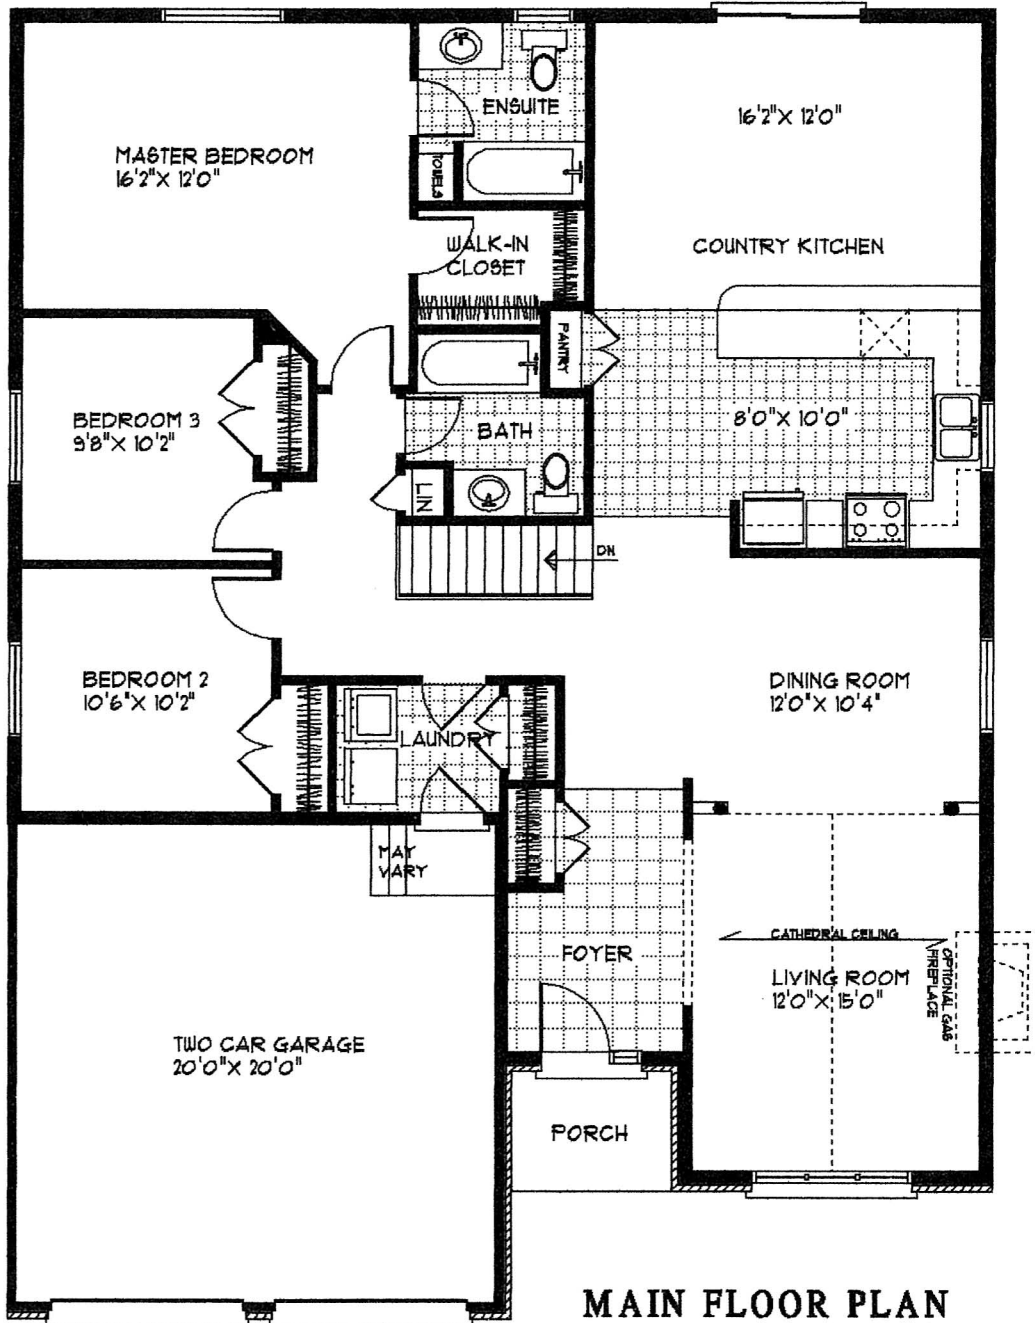 ENSUITE
16'2" X 12'0"
MASTER BEDROOM
16'2" X 12'0"
TOWELS
WALK-IN
CLOSET
COUNTRY KITCHEN
PANTRY
BEDROOM 3
9'8" X 10'2"
BATH
8'0" X 10'0"
LIN
DN
BEDROOM 2
10'6" X 10'2"
DINING ROOM
12'0" X 10'4"
LAUNDRY
MAY
VARY
CATHEDRAL CEILING
FOYER
LIVING ROOM
12'0" X 15'0"
OPTIONAL GAS
FIREPLACE
TWO CAR GARAGE
20'0" X 20'0"
PORCH
MAIN FLOOR PLAN